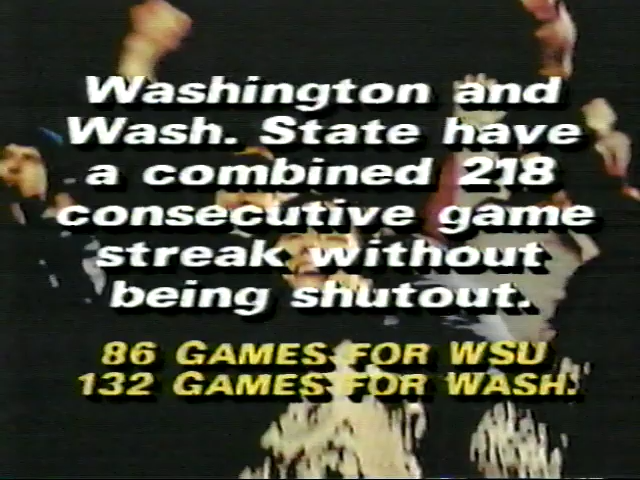 Washington and
Wash. State have
a combined 218
consecutive game
streak without
being shutout.
86 GAMES FOR WSU
132 GAMES FOR WASH.